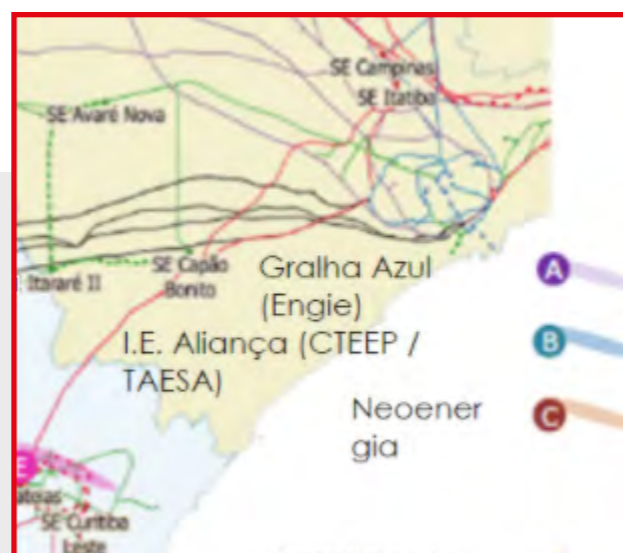 SE Campinas
SE Itatiba
SE Avaré Nova
Itararé II
SE Capão
Bonito
Gralha Azul
(Engie)
I.E. Aliança (CTEEP /
TAESA)
Neoener
gia
A
B
C
E
SE Curitiba
Leste